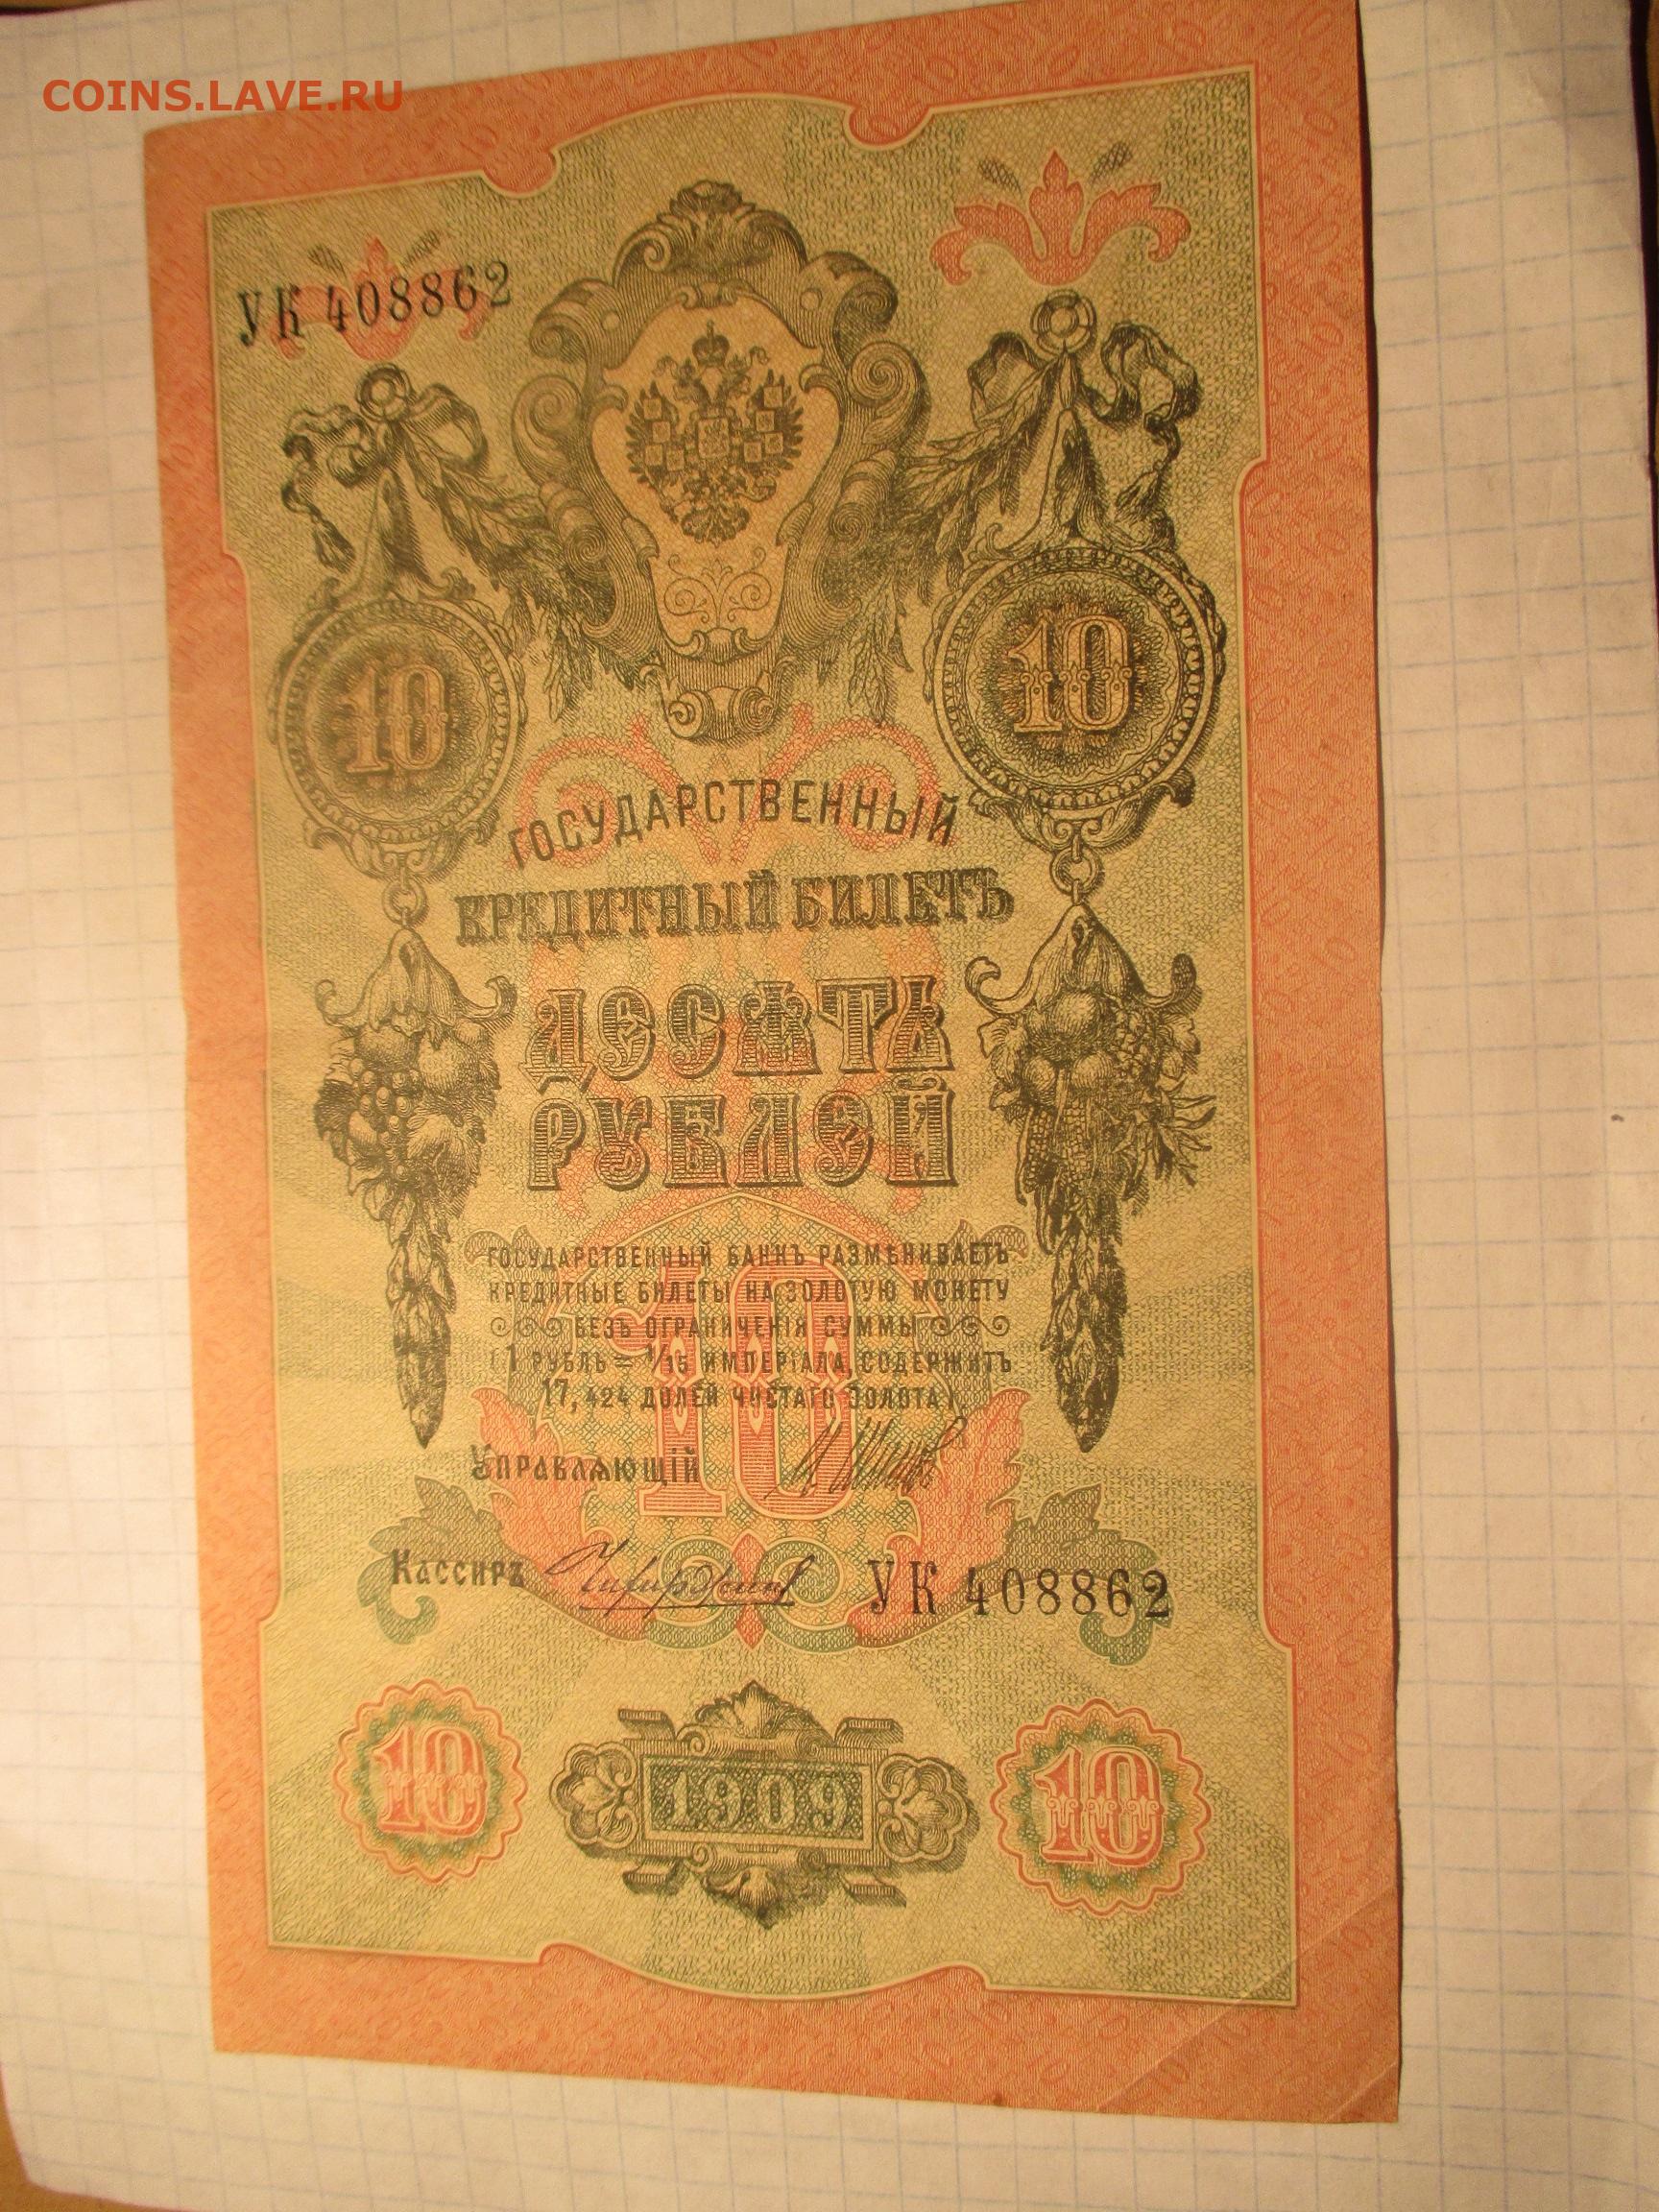 COINS.LAVE.RU
УК 408862
10 10
ГОСУДАРСТВЕННЫЙ
КРЕДИТНЫЙ БИЛЕТЪ
ДЕСѦТЬ
РУБЛЕЙ
ГОСУДАРСТВЕННЫЙ БАНКЪ РАЗМѢНИВАЕТЪ
КРЕДИТНЫЕ БИЛЕТЫ НА ЗОЛОТУЮ МОНЕТУ
БЕЗЪ ОГРАНИЧЕНІЯ СУММЫ
(1 РУБЛЬ = 1/15 ИМПЕРІАЛА, СОДЕРЖИТЪ
17,424 ДОЛЕЙ ЧИСТАГО ЗОЛОТА)
10
Управлѧющій
Кассиръ
УК 408862
10 1909 10